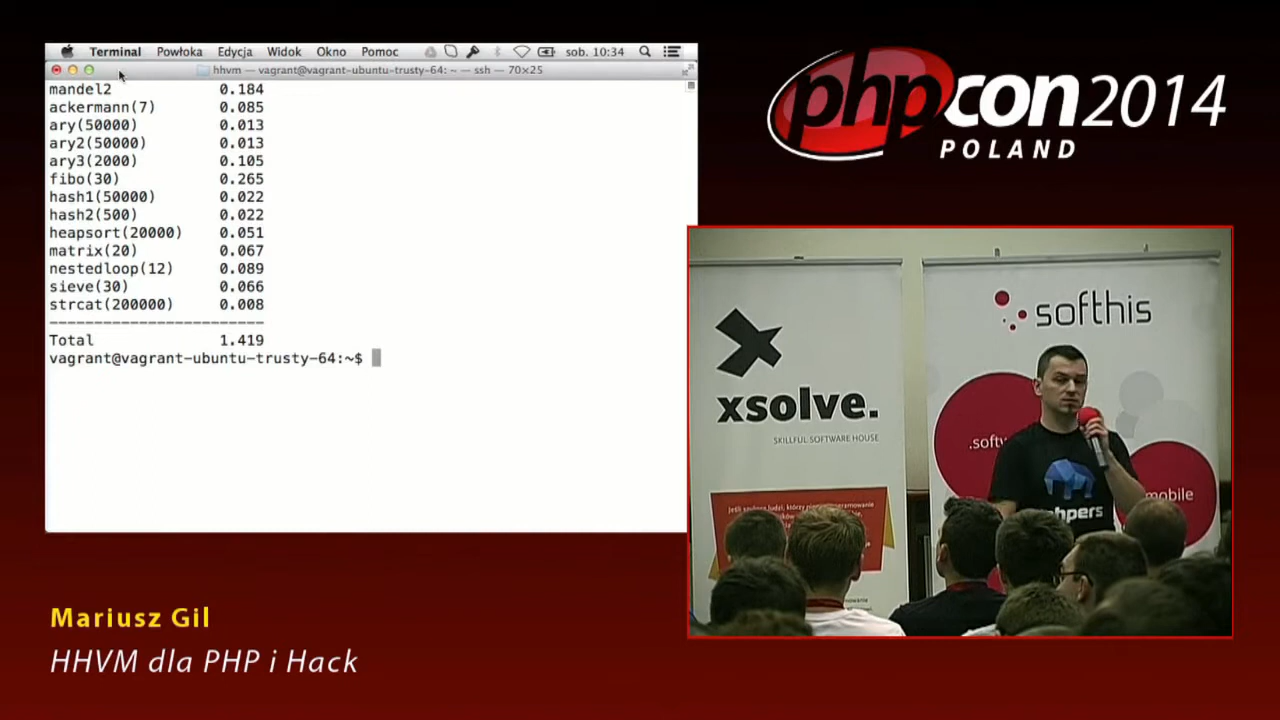 Terminal Powłoka Edycja Widok Okno Pomoc sob. 10:34
hhvm — vagrant@vagrant-ubuntu-trusty-64: ~ — ssh — 70×25
mandel2 0.184
ackermann(7) 0.085
ary(50000) 0.013
ary2(50000) 0.013
ary3(2000) 0.105
fibo(30) 0.265
hash1(50000) 0.022
hash2(500) 0.022
heapsort(20000) 0.051
matrix(20) 0.067
nestedloop(12) 0.089
sieve(30) 0.066
strcat(200000) 0.008
------------------------
Total 1.419
vagrant@vagrant-ubuntu-trusty-64:~$
phpcon 2014
POLAND
xsolve.
SKILLFUL SOFTWARE HOUSE
softhis
mobile
Mariusz Gil
HHVM dla PHP i Hack